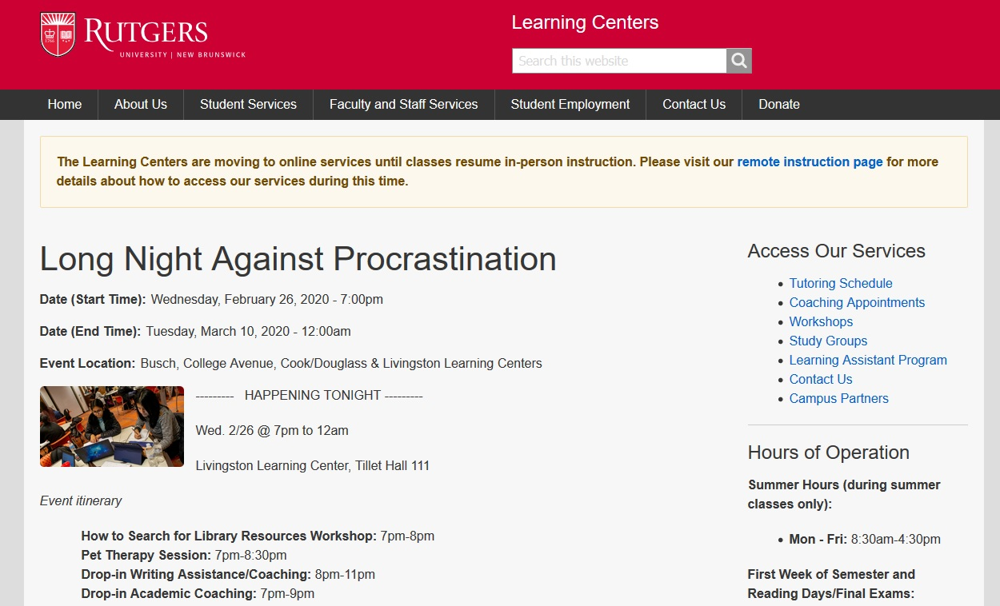 RUTGERS
UNIVERSITY | NEW BRUNSWICK
1766
Learning Centers
Search this website
Home
About Us
Student Services
Faculty and Staff Services
Student Employment
Contact Us
Donate
The Learning Centers are moving to online services until classes resume in-person instruction. Please visit our remote instruction page for more
details about how to access our services during this time.
Long Night Against Procrastination
Date (Start Time): Wednesday, February 26, 2020 - 7:00pm
Date (End Time): Tuesday, March 10, 2020 - 12:00am
Event Location: Busch, College Avenue, Cook/Douglass & Livingston Learning Centers
--------- HAPPENING TONIGHT ---------
Wed. 2/26 @ 7pm to 12am
Livingston Learning Center, Tillet Hall 111
Event itinerary
How to Search for Library Resources Workshop: 7pm-8pm
Pet Therapy Session: 7pm-8:30pm
Drop-in Writing Assistance/Coaching: 8pm-11pm
Drop-in Academic Coaching: 7pm-9pm
Access Our Services
Tutoring Schedule
Coaching Appointments
Workshops
Study Groups
Learning Assistant Program
Contact Us
Campus Partners
Hours of Operation
Summer Hours (during summer
classes only):
Mon - Fri: 8:30am-4:30pm
First Week of Semester and
Reading Days/Final Exams: